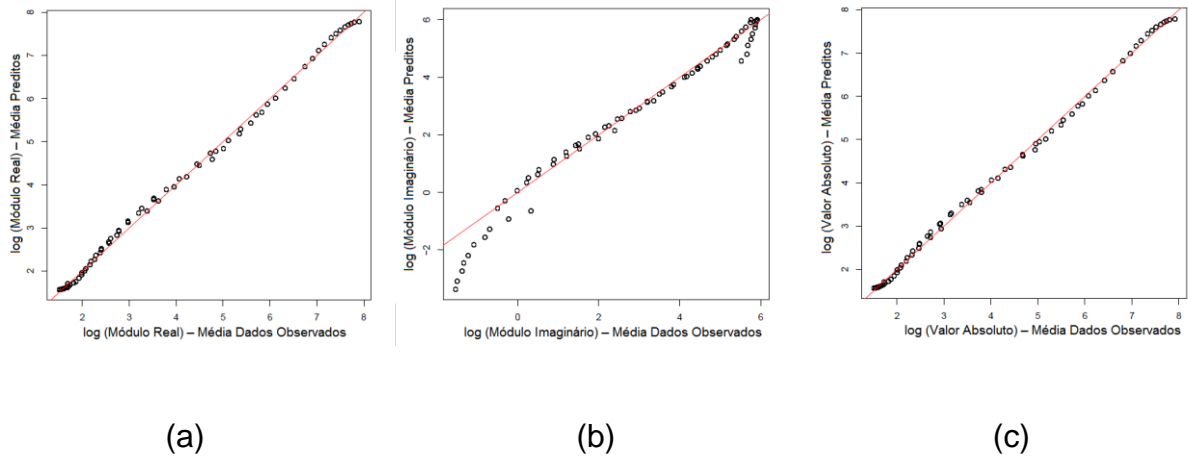 log (Módulo Real) – Média Preditos
8
7
6
5
4
3
2
2 3 4 5 6 7 8
log (Módulo Real) – Média Dados Observados
(a)
log (Módulo Imaginário) – Média Preditos
6
4
2
0
−2
0 2 4 6
log (Módulo Imaginário) – Média Dados Observados
(b)
log (Valor Absoluto) – Média Preditos
8
7
6
5
4
3
2
2 3 4 5 6 7 8
log (Valor Absoluto) – Média Dados Observados
(c)